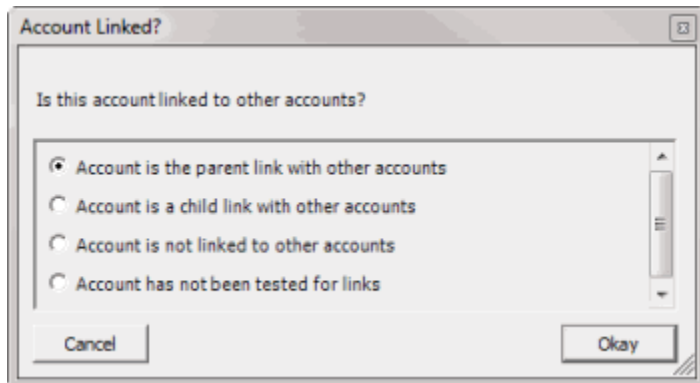 Account Linked?
Is this account linked to other accounts?
Account is the parent link with other accounts
Account is a child link with other accounts
Account is not linked to other accounts
Account has not been tested for links
Cancel
Okay